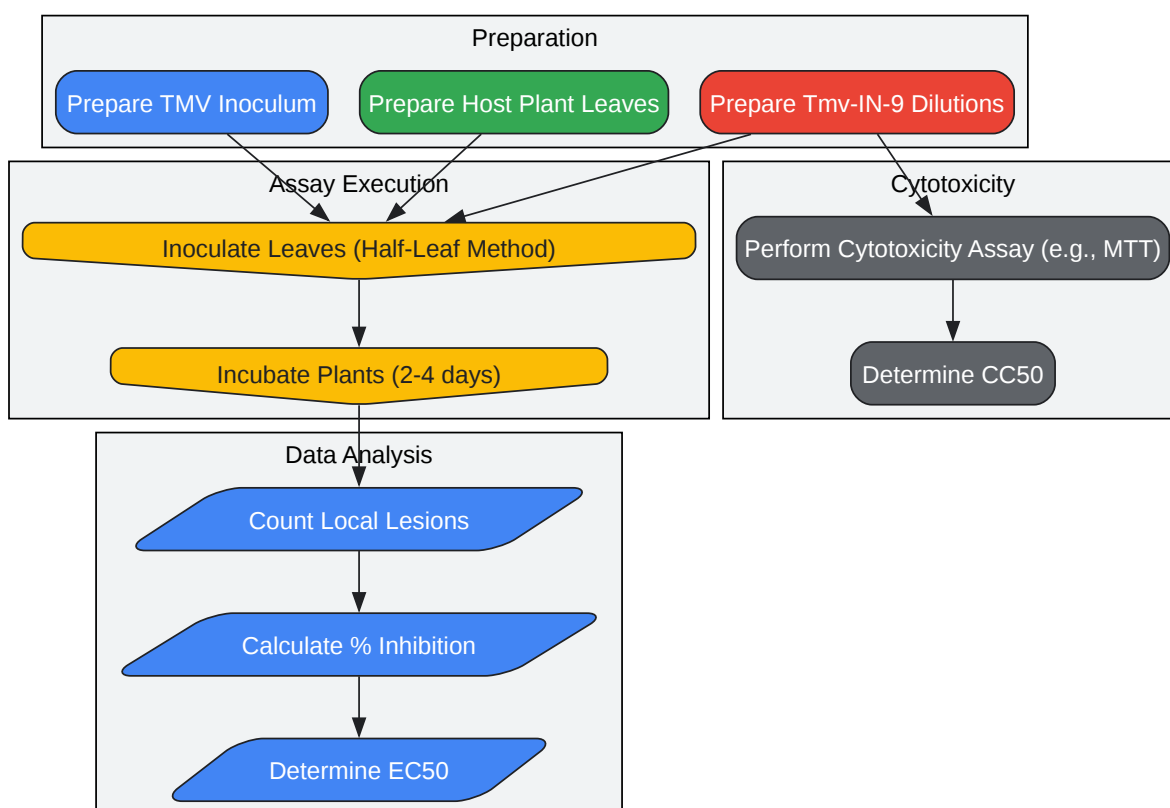 Preparation
Prepare TMV Inoculum
Prepare Host Plant Leaves
Prepare Tmv-IN-9 Dilutions
Assay Execution
Cytotoxicity
Inoculate Leaves (Half-Leaf Method)
Perform Cytotoxicity Assay (e.g., MTT)
Incubate Plants (2-4 days)
Determine CC50
Data Analysis
Count Local Lesions
Calculate % Inhibition
Determine EC50